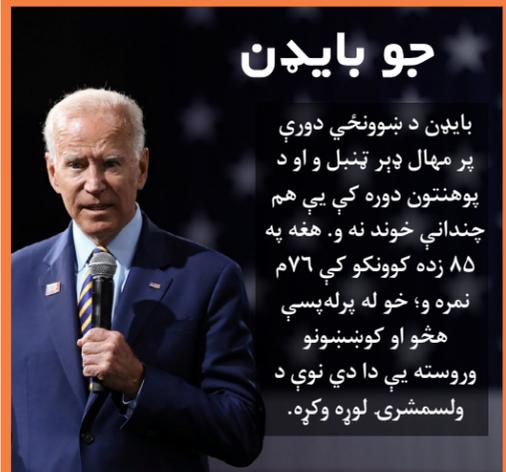 جو بایډن
بایډن د ښوونځي دورې
پر مهال ډېر ټنبل و او د
پوهنتون دوره کې یې هم
چندانې خوند نه و. هغه په
۸۵ زده کوونکو کې ۷۶م
نمره و؛ خو له پرله‌پسې
هڅو او کوښښونو
وروسته یې دا دي نوې د
ولسمشرۍ لوړه وکړه.